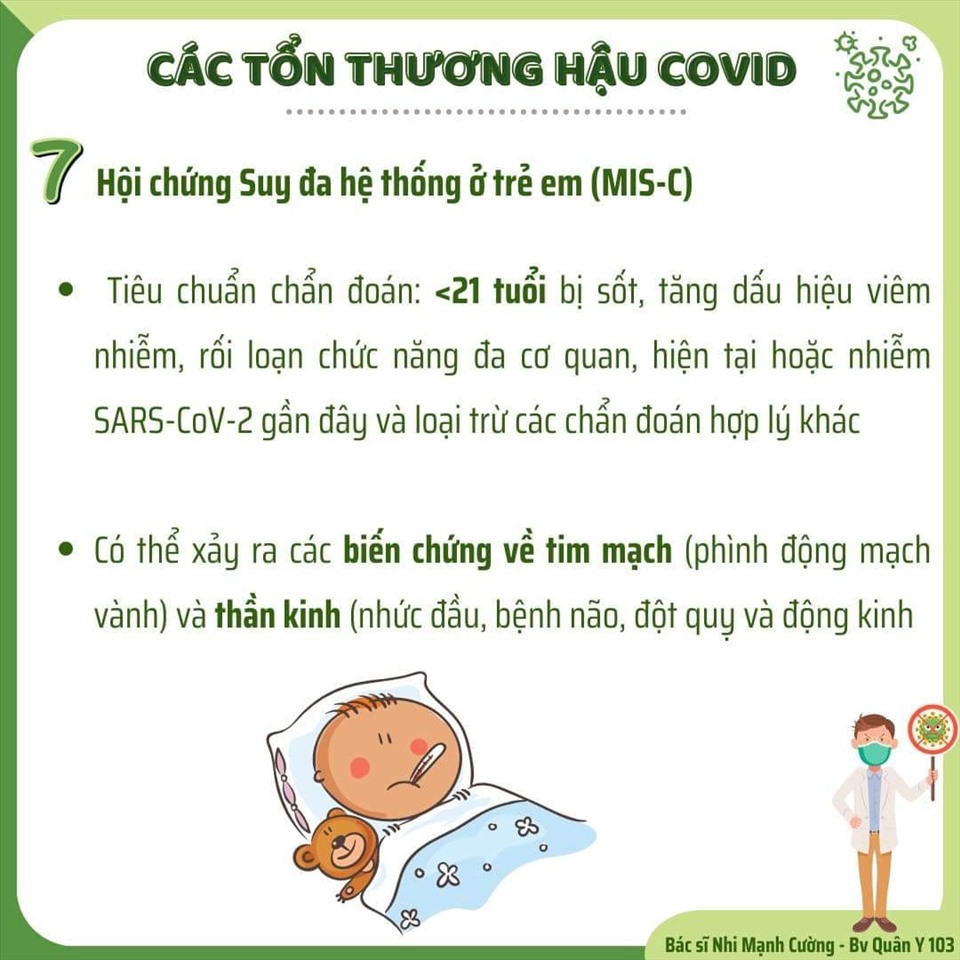 CÁC TỔN THƯƠNG HẬU COVID
7 Hội chứng Suy đa hệ thống ở trẻ em (MIS-C)
• Tiêu chuẩn chẩn đoán: <21 tuổi bị sốt, tăng dấu hiệu viêm
nhiễm, rối loạn chức năng đa cơ quan, hiện tại hoặc nhiễm
SARS-CoV-2 gần đây và loại trừ các chẩn đoán hợp lý khác
• Có thể xảy ra các biến chứng về tim mạch (phình động mạch
vành) và thần kinh (nhức đầu, bệnh não, đột quỵ và động kinh
Bác sĩ Nhi Mạnh Cường - Bv Quân Y 103